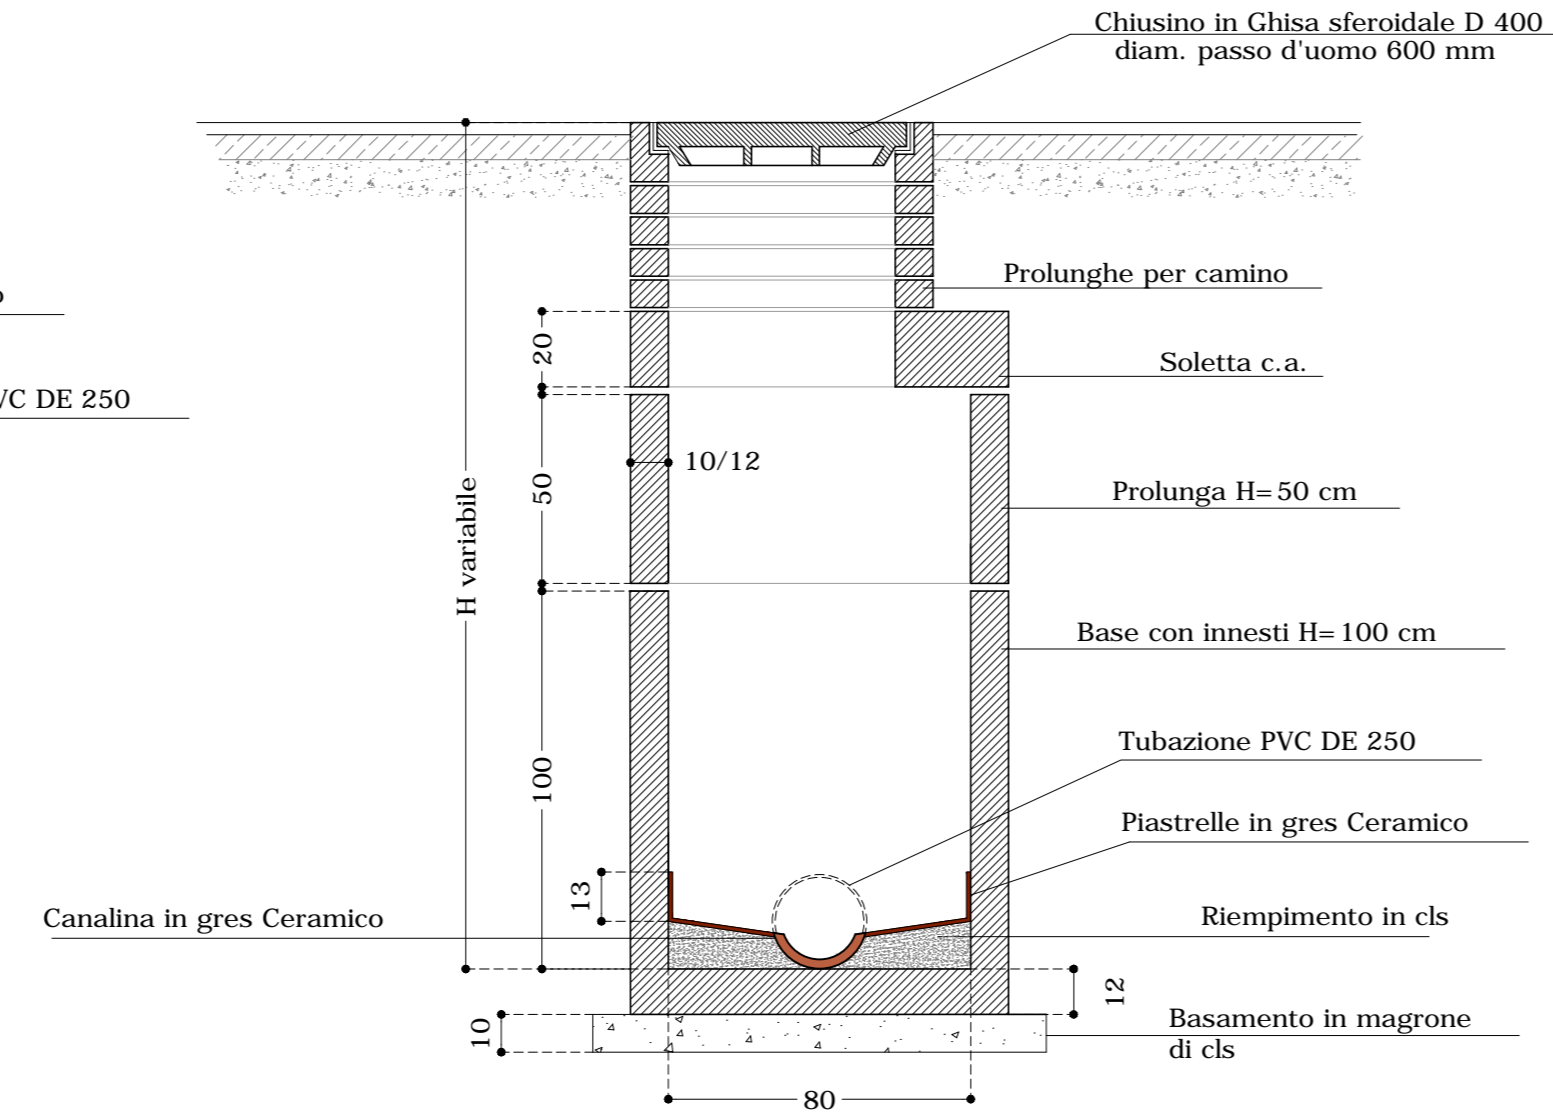 Chiusino in Ghisa sferoidale D 400
diam. passo d'uomo 600 mm
Prolunghe per camino
20
Soletta c.a.
DE 250
10/12
50
Prolunga H=50 cm
H variabile
Base con innesti H=100 cm
100
Tubazione PVC DE 250
Piastrelle in gres Ceramico
13
Canalina in gres Ceramico
Riempimento in cls
12
10
Basamento in magrone
di cls
80